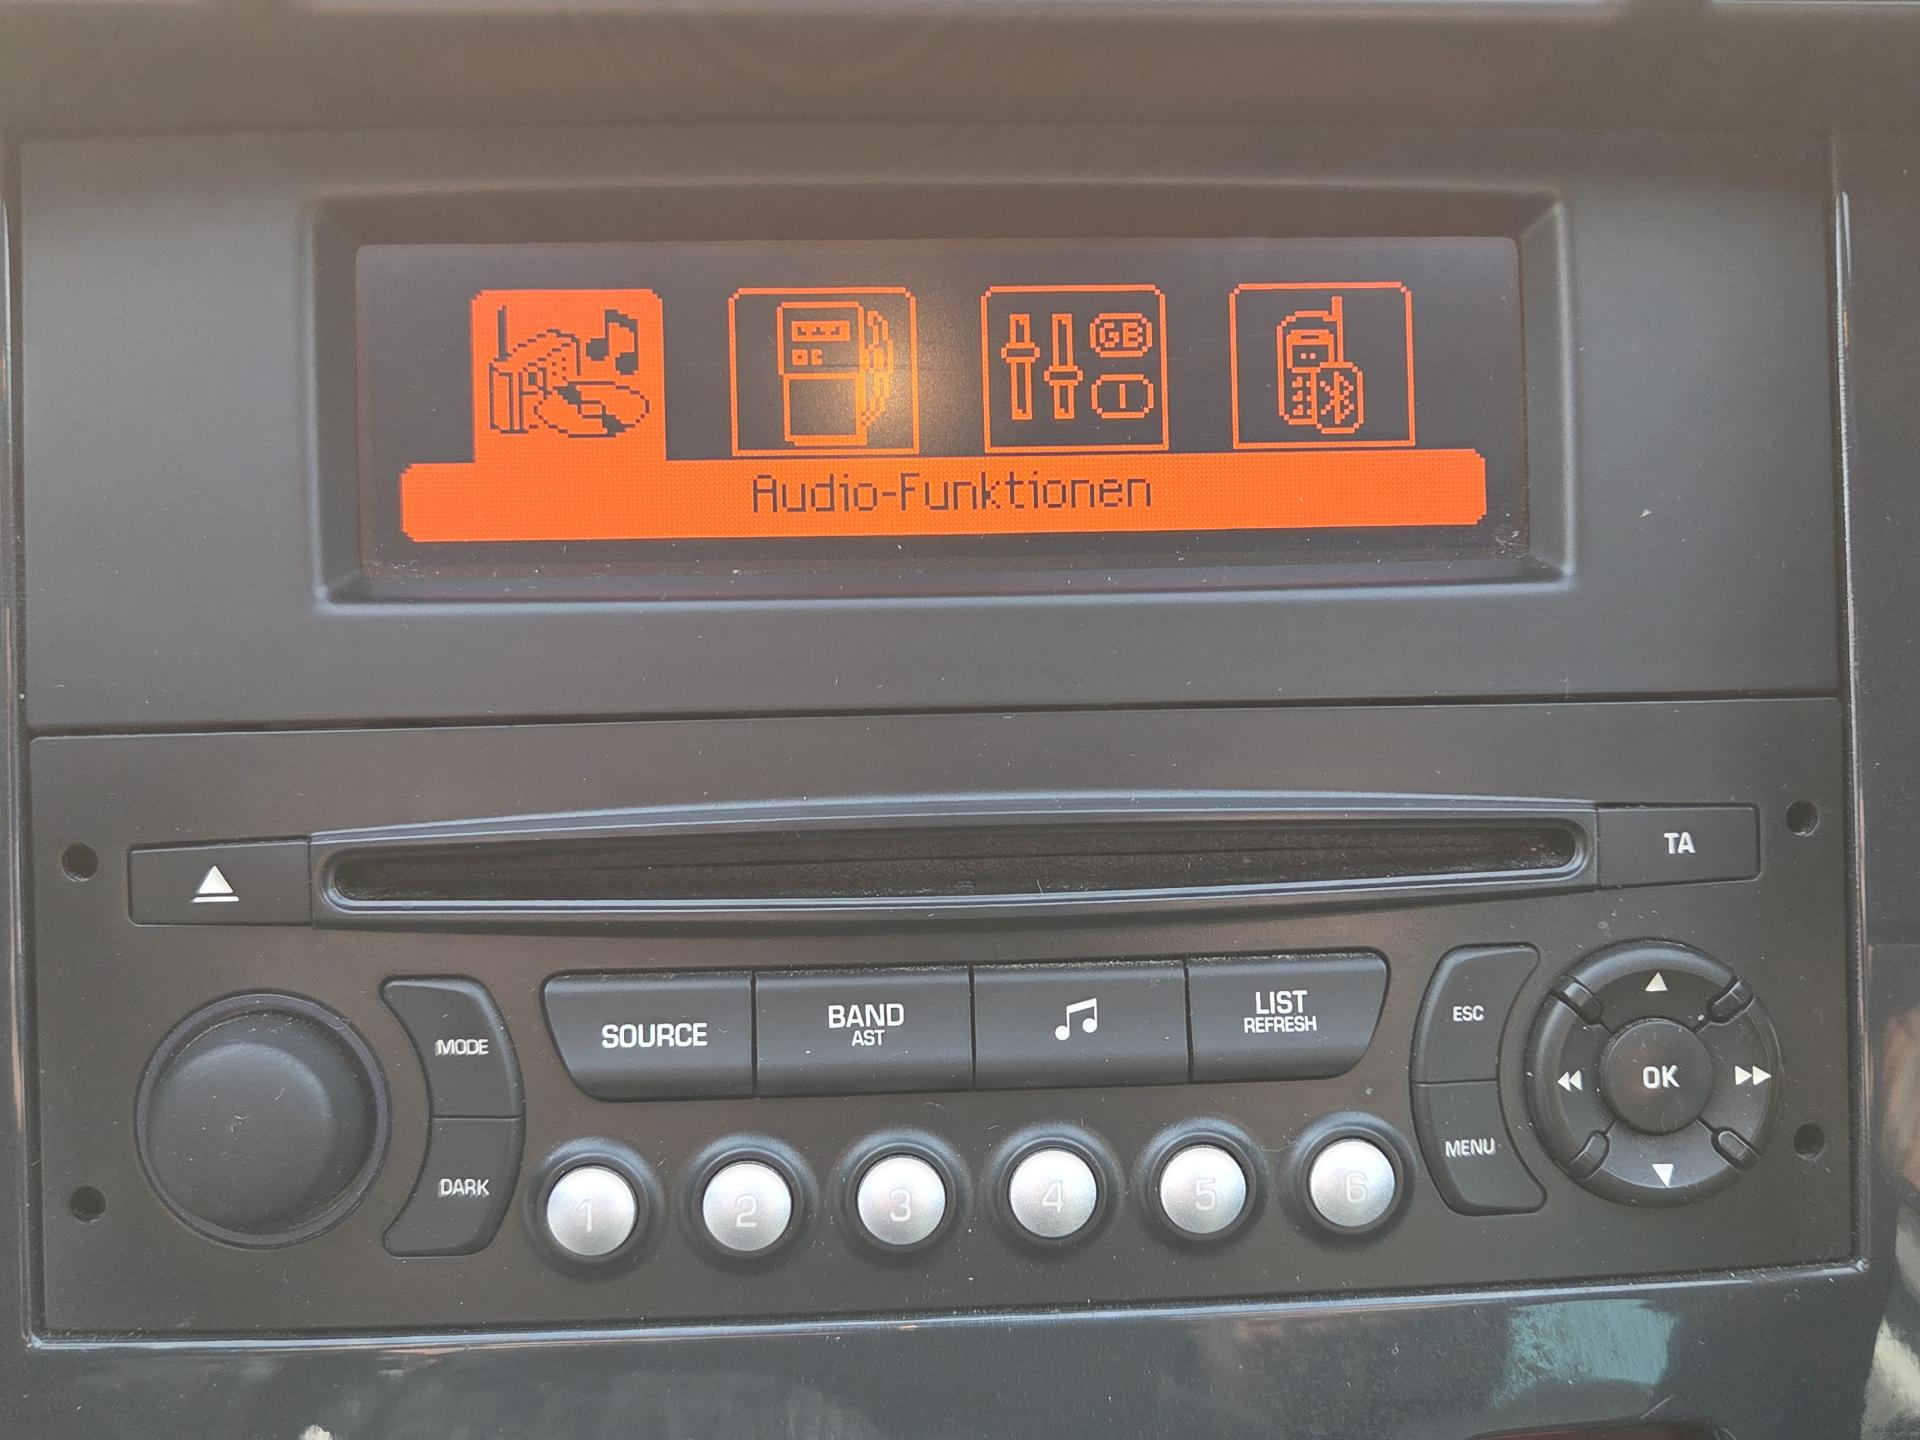 GB
I
Audio-Funktionen
TA
SOURCE
BAND
AST
LIST
REFRESH
MODE
DARK
ESC
MENU
OK
1 2 3 4 5 6